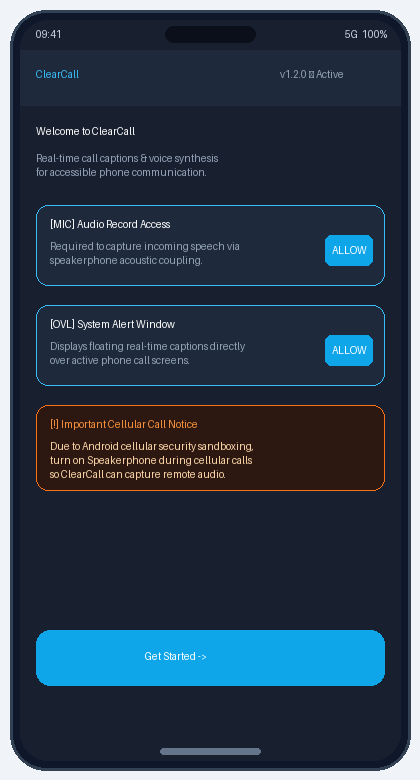 09:41
5G 100%
ClearCall
v1.2.0 ▯ Active
Welcome to ClearCall
Real-time call captions & voice synthesis
for accessible phone communication.
[MIC] Audio Record Access
Required to capture incoming speech via
speakerphone acoustic coupling.
ALLOW
[OVL] System Alert Window
Displays floating real-time captions directly
over active phone call screens.
ALLOW
[!] Important Cellular Call Notice
Due to Android cellular security sandboxing,
turn on Speakerphone during cellular calls
so ClearCall can capture remote audio.
Get Started ->